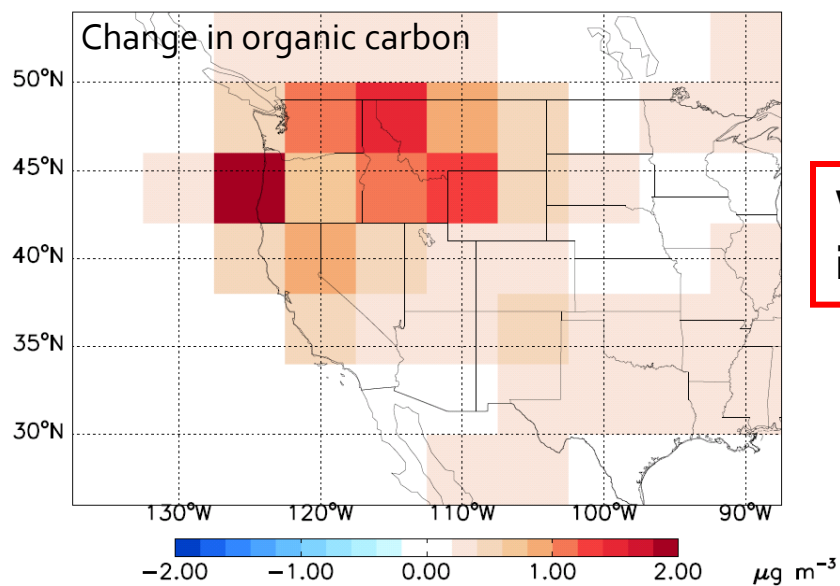 Change in organic carbon
50°N
45°N
40°N
35°N
30°N
130°W 120°W 110°W 100°W 90°W
−2.00 −1.00 0.00 1.00 2.00 μg m⁻³